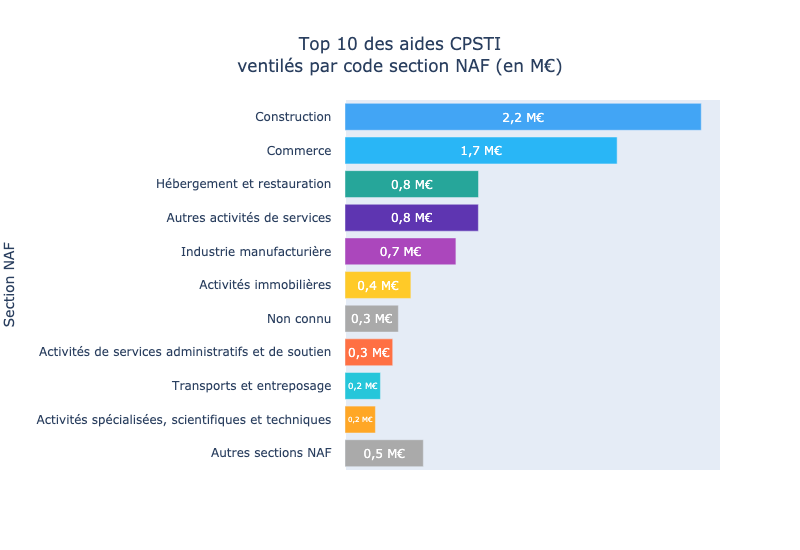 Top 10 des aides CPSTI
ventilés par code section NAF (en M€)
Section NAF
Construction 2,2 M€
Commerce 1,7 M€
Hébergement et restauration 0,8 M€
Autres activités de services 0,8 M€
Industrie manufacturière 0,7 M€
Activités immobilières 0,4 M€
Non connu 0,3 M€
Activités de services administratifs et de soutien 0,3 M€
Transports et entreposage 0,2 M€
Activités spécialisées, scientifiques et techniques 0,2 M€
Autres sections NAF 0,5 M€